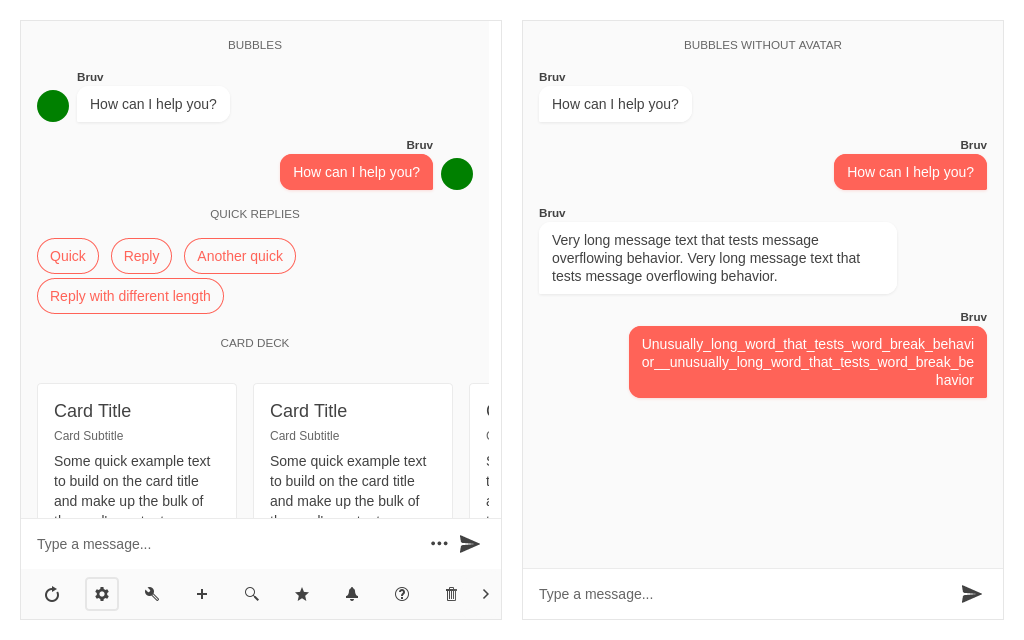 BUBBLES
Bruv
How can I help you?
Bruv
How can I help you?
QUICK REPLIES
Quick
Reply
Another quick
Reply with different length
CARD DECK
Card Title
Card Subtitle
Some quick example text
to build on the card title
and make up the bulk of
Card Title
Card Subtitle
Some quick example text
to build on the card title
and make up the bulk of
Type a message...
BUBBLES WITHOUT AVATAR
Bruv
How can I help you?
Bruv
How can I help you?
Bruv
Very long message text that tests message
overflowing behavior. Very long message text that
tests message overflowing behavior.
Bruv
Unusually_long_word_that_tests_word_break_behavi
or__unusually_long_word_that_tests_word_break_be
havior
Type a message...